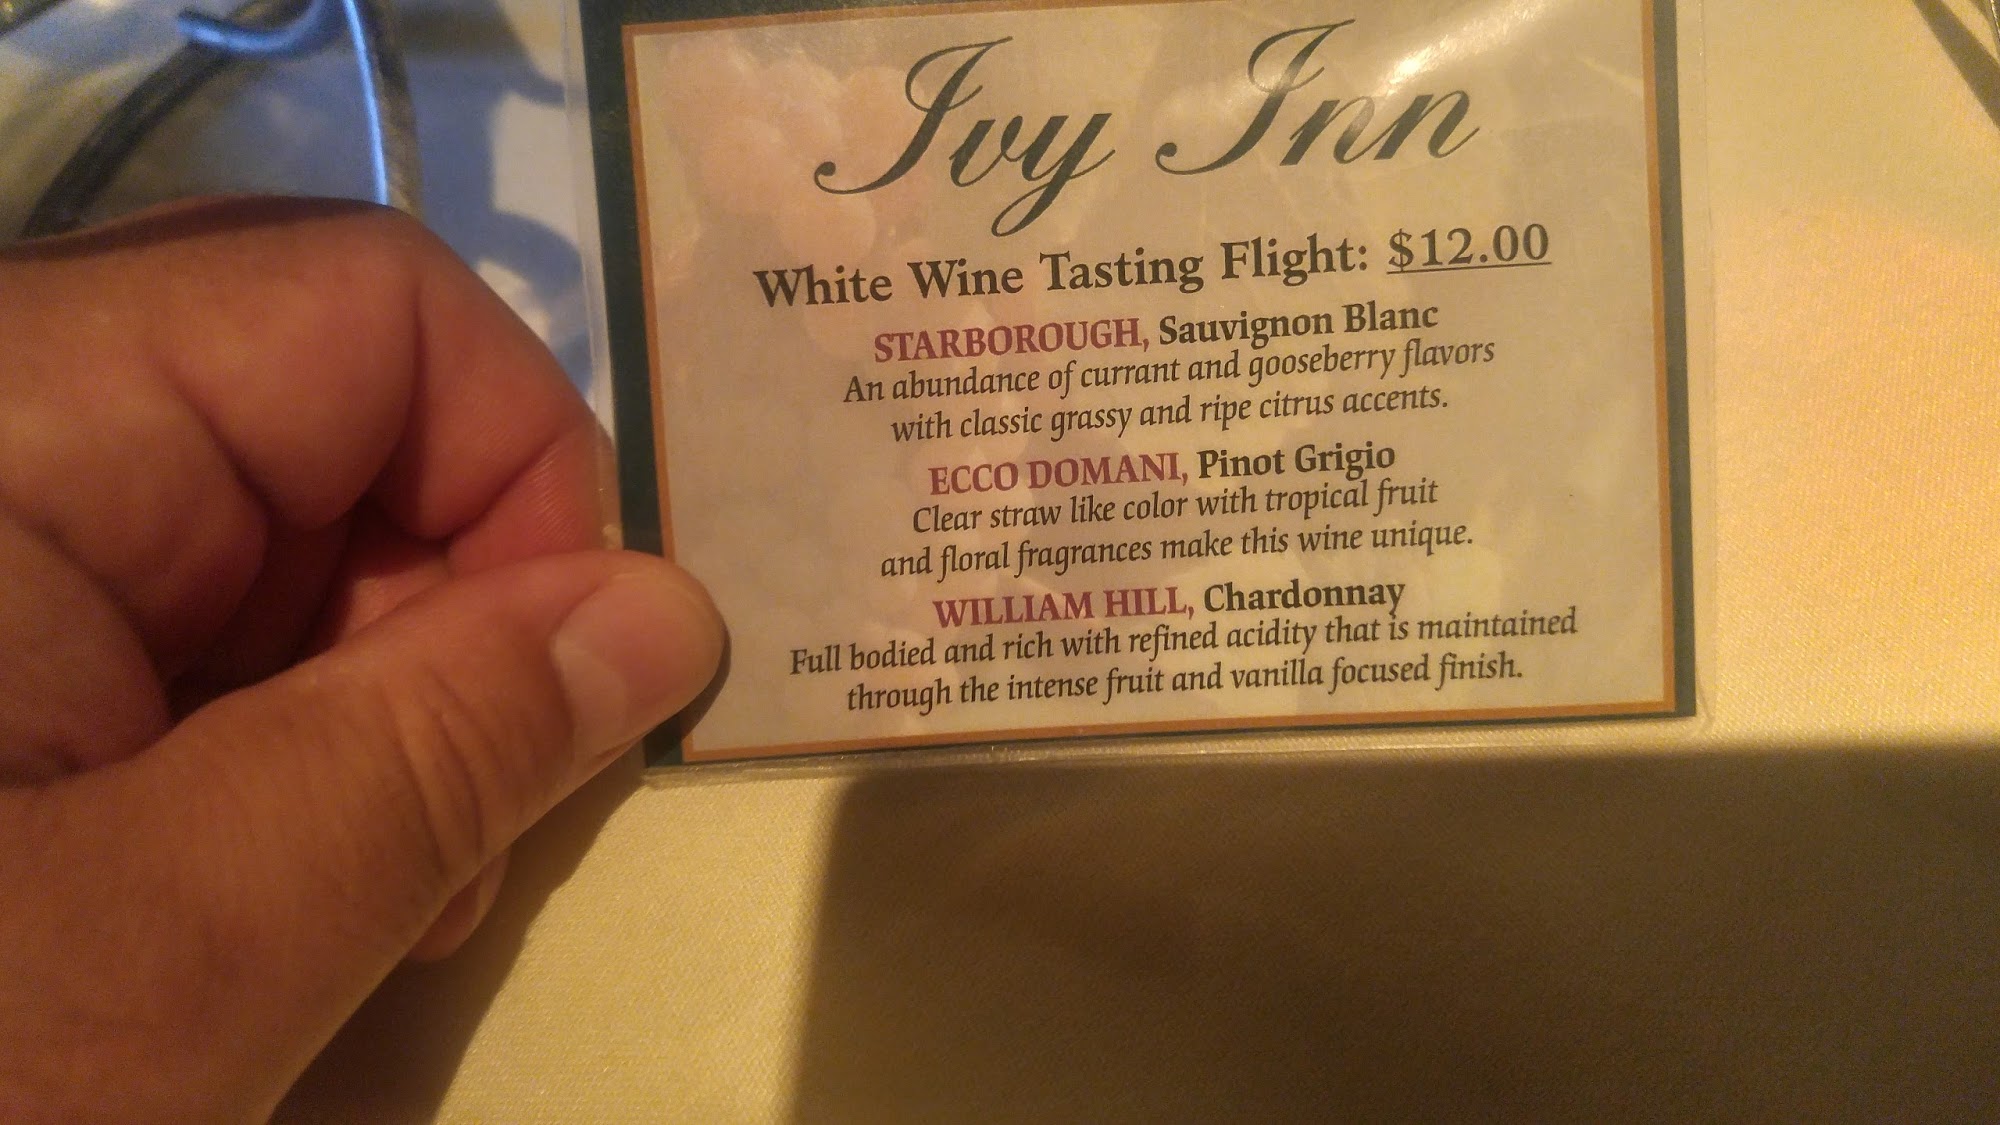 Ivy Inn
White Wine Tasting Flight: $12.00
STARBOROUGH, Sauvignon Blanc
An abundance of currant and gooseberry flavors
with classic grassy and ripe citrus accents.
ECCO DOMANI, Pinot Grigio
Clear straw like color with tropical fruit
and floral fragrances make this wine unique.
WILLIAM HILL, Chardonnay
Full bodied and rich with refined acidity that is maintained
through the intense fruit and vanilla focused finish.